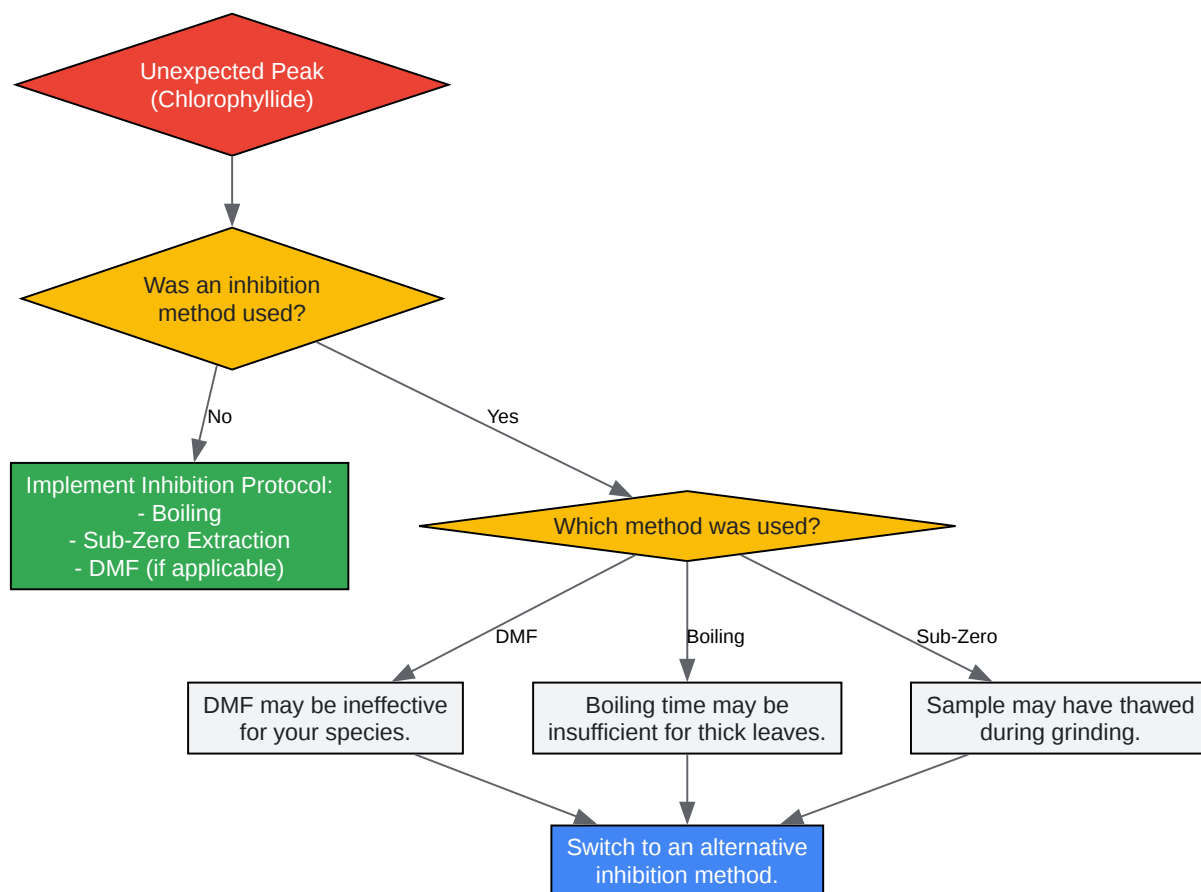 Unexpected Peak
(Chlorophyllide)
Was an inhibition
method used?
No
Yes
Implement Inhibition Protocol:
- Boiling
- Sub-Zero Extraction
- DMF (if applicable)
Which method was used?
DMF
Boiling
Sub-Zero
DMF may be ineffective
for your species.
Boiling time may be
insufficient for thick leaves.
Sample may have thawed
during grinding.
Switch to an alternative
inhibition method.